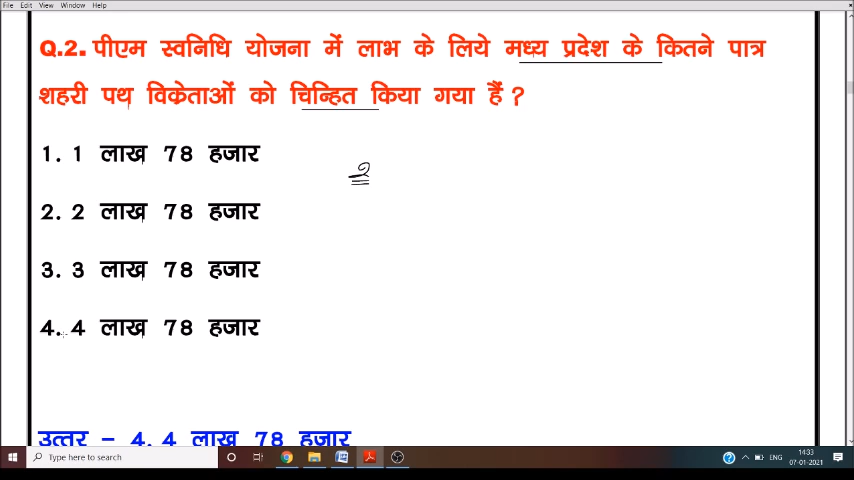 File Edit View Window Help
Q.2. पीएम स्वनिधि योजना में लाभ के लिये मध्य प्रदेश के कितने पात्र
शहरी पथ विक्रेताओं को चिन्हित किया गया हैं ?
1. 1 लाख 78 हजार
2
2. 2 लाख 78 हजार
3. 3 लाख 78 हजार
4. 4 लाख 78 हजार
उत्तर – 4. 4 लाख 78 हजार
Type here to search
ENG
14:33
07-01-2021